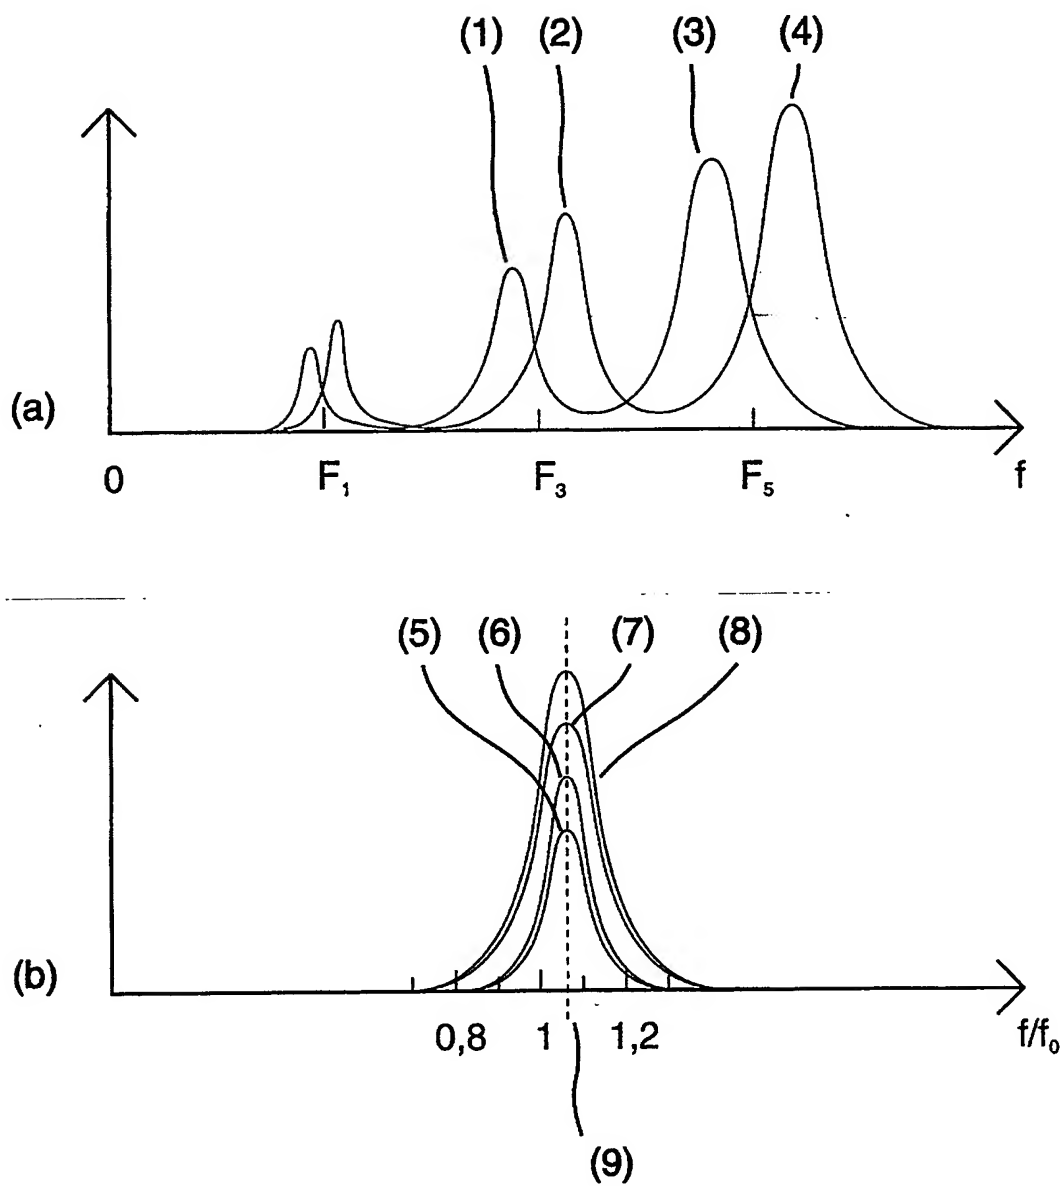 (1) (2) (3) (4)
(a)
0 F₁ F₃ F₅ f
(5) (6) (7) (8)
(b)
0,8 1 1,2 f/f₀
(9)